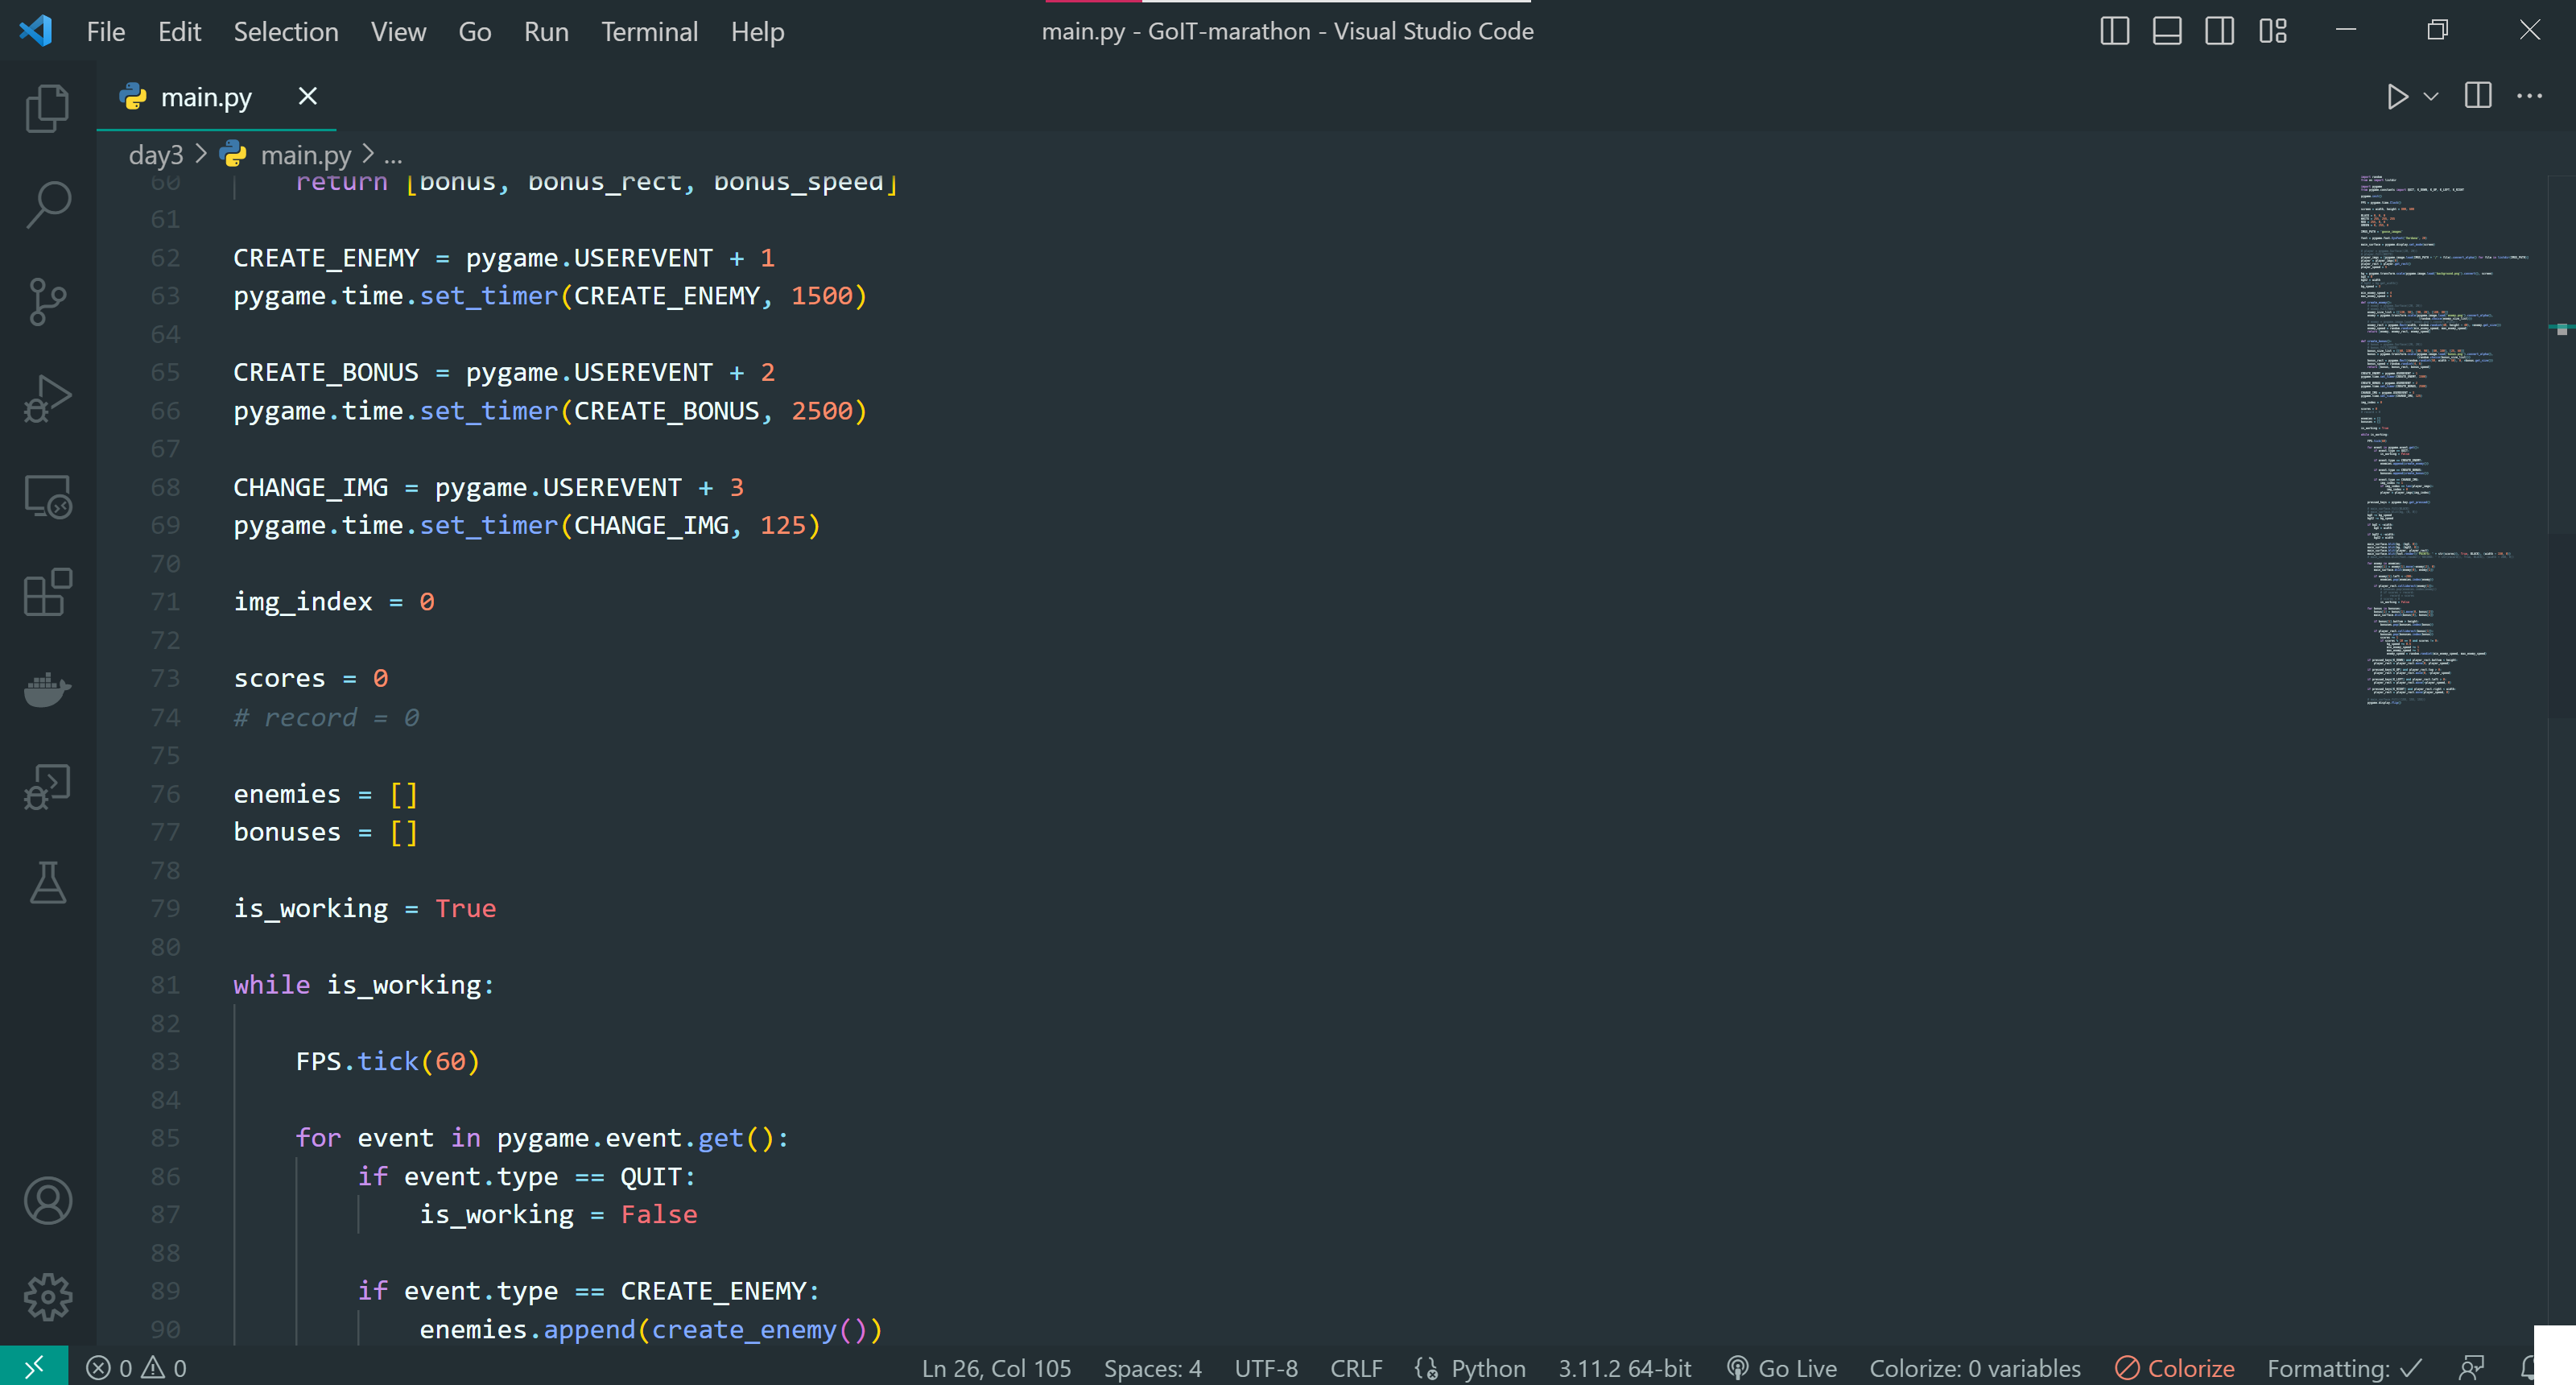 File Edit Selection View Go Run Terminal Help
main.py - GoIT-marathon - Visual Studio Code
main.py
day3 > main.py > ...
60 return [bonus, bonus_rect, bonus_speed]
61
62 CREATE_ENEMY = pygame.USEREVENT + 1
63 pygame.time.set_timer(CREATE_ENEMY, 1500)
64
65 CREATE_BONUS = pygame.USEREVENT + 2
66 pygame.time.set_timer(CREATE_BONUS, 2500)
67
68 CHANGE_IMG = pygame.USEREVENT + 3
69 pygame.time.set_timer(CHANGE_IMG, 125)
70
71 img_index = 0
72
73 scores = 0
74 # record = 0
75
76 enemies = []
77 bonuses = []
78
79 is_working = True
80
81 while is_working:
82
83 FPS.tick(60)
84
85 for event in pygame.event.get():
86 if event.type == QUIT:
87 is_working = False
88
89 if event.type == CREATE_ENEMY:
90 enemies.append(create_enemy())
0 0 Ln 26, Col 105 Spaces: 4 UTF-8 CRLF Python 3.11.2 64-bit Go Live Colorize: 0 variables Colorize Formatting: ✓